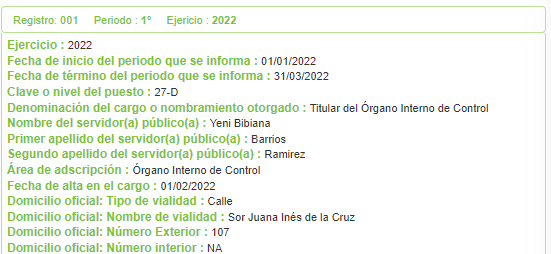 Registro: 001 Periodo : 1º Ejericio : 2022
Ejercicio : 2022
Fecha de inicio del periodo que se informa : 01/01/2022
Fecha de término del periodo que se informa : 31/03/2022
Clave o nivel del puesto : 27-D
Denominación del cargo o nombramiento otorgado : Titular del Órgano Interno de Control
Nombre del servidor(a) público(a) : Yeni Bibiana
Primer apellido del servidor(a) público(a) : Barrios
Segundo apellido del servidor(a) público(a) : Ramirez
Área de adscripción : Órgano Interno de Control
Fecha de alta en el cargo : 01/02/2022
Domicilio oficial: Tipo de vialidad : Calle
Domicilio oficial: Nombre de vialidad : Sor Juana Inés de la Cruz
Domicilio oficial: Número Exterior : 107
Domicilio oficial: Número interior : NA